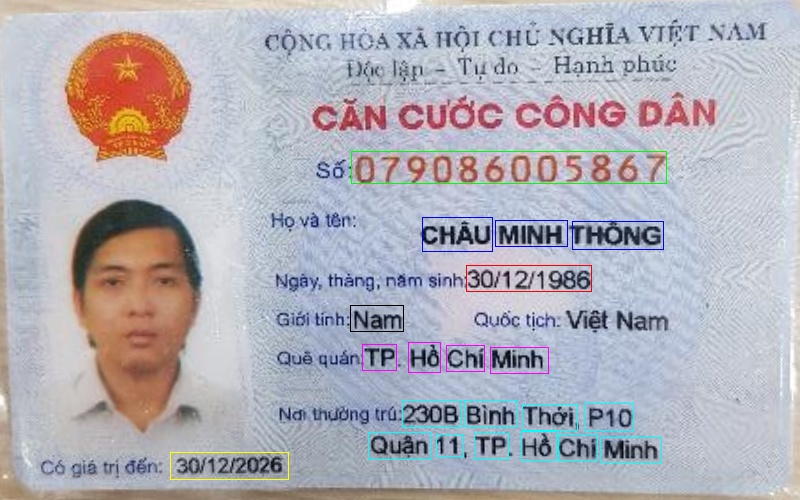 CỘNG HÒA XÃ HỘI CHỦ NGHĨA VIỆT NAM
Độc lập – Tự do – Hạnh phúc
CĂN CƯỚC CÔNG DÂN
Số: 079086005867
Họ và tên: CHÂU MINH THÔNG
Ngày, tháng, năm sinh: 30/12/1986
Giới tính: Nam Quốc tịch: Việt Nam
Quê quán: TP. Hồ Chí Minh
Nơi thường trú: 230B Bình Thới, P10
Quận 11, TP. Hồ Chí Minh
Có giá trị đến: 30/12/2026